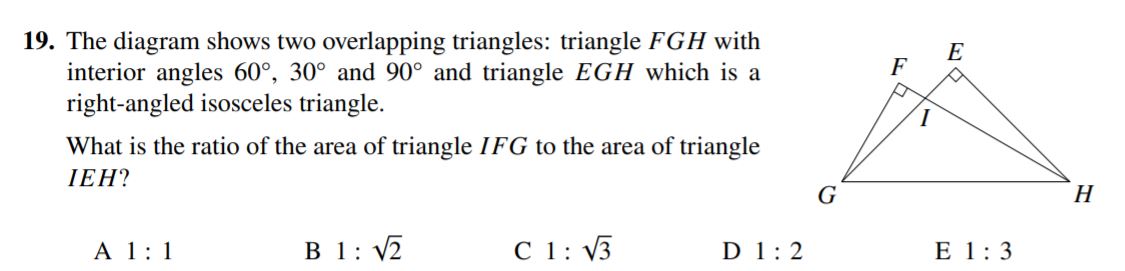 19. The diagram shows two overlapping triangles: triangle FGH with
interior angles 60°, 30° and 90° and triangle EGH which is a
right-angled isosceles triangle.
What is the ratio of the area of triangle IFG to the area of triangle
IEH?
E
F
I
G
H
A 1 : 1 B 1 : √2 C 1 : √3 D 1 : 2 E 1 : 3